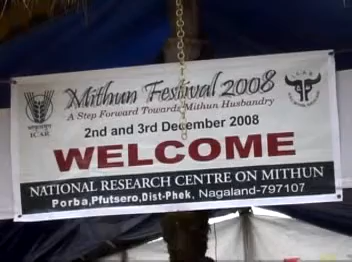 Mithun Festival 2008
A Step Forward Towards Mithun Husbandry
2nd and 3rd December 2008
ICAR
WELCOME
NATIONAL RESEARCH CENTRE ON MITHUN
Porba,Pfutsero,Dist-Phek, Nagaland-797107